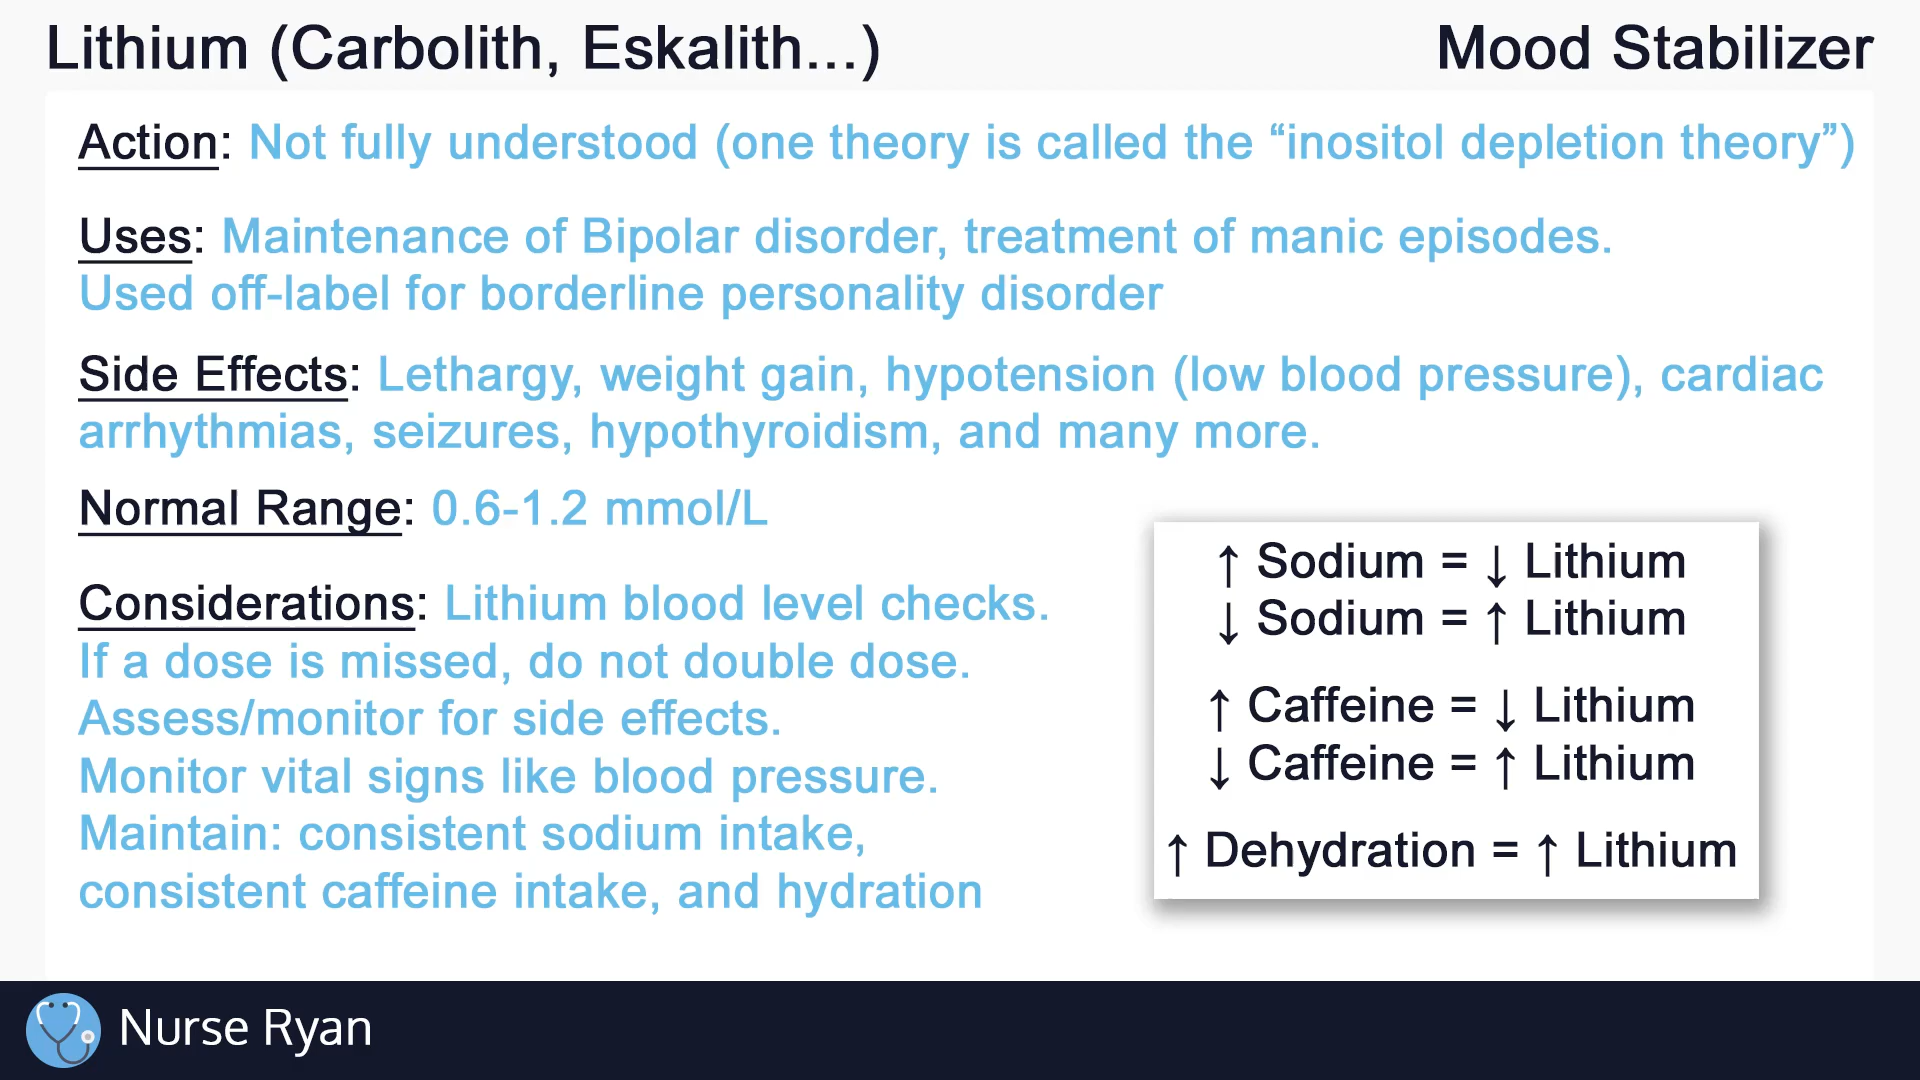 Lithium (Carbolith, Eskalith...)
Mood Stabilizer
Action: Not fully understood (one theory is called the “inositol depletion theory”)
Uses: Maintenance of Bipolar disorder, treatment of manic episodes.
Used off-label for borderline personality disorder
Side Effects: Lethargy, weight gain, hypotension (low blood pressure), cardiac
arrhythmias, seizures, hypothyroidism, and many more.
Normal Range: 0.6-1.2 mmol/L
Considerations: Lithium blood level checks.
If a dose is missed, do not double dose.
Assess/monitor for side effects.
Monitor vital signs like blood pressure.
Maintain: consistent sodium intake,
consistent caffeine intake, and hydration
↑ Sodium = ↓ Lithium
↓ Sodium = ↑ Lithium
↑ Caffeine = ↓ Lithium
↓ Caffeine = ↑ Lithium
↑ Dehydration = ↑ Lithium
Nurse Ryan